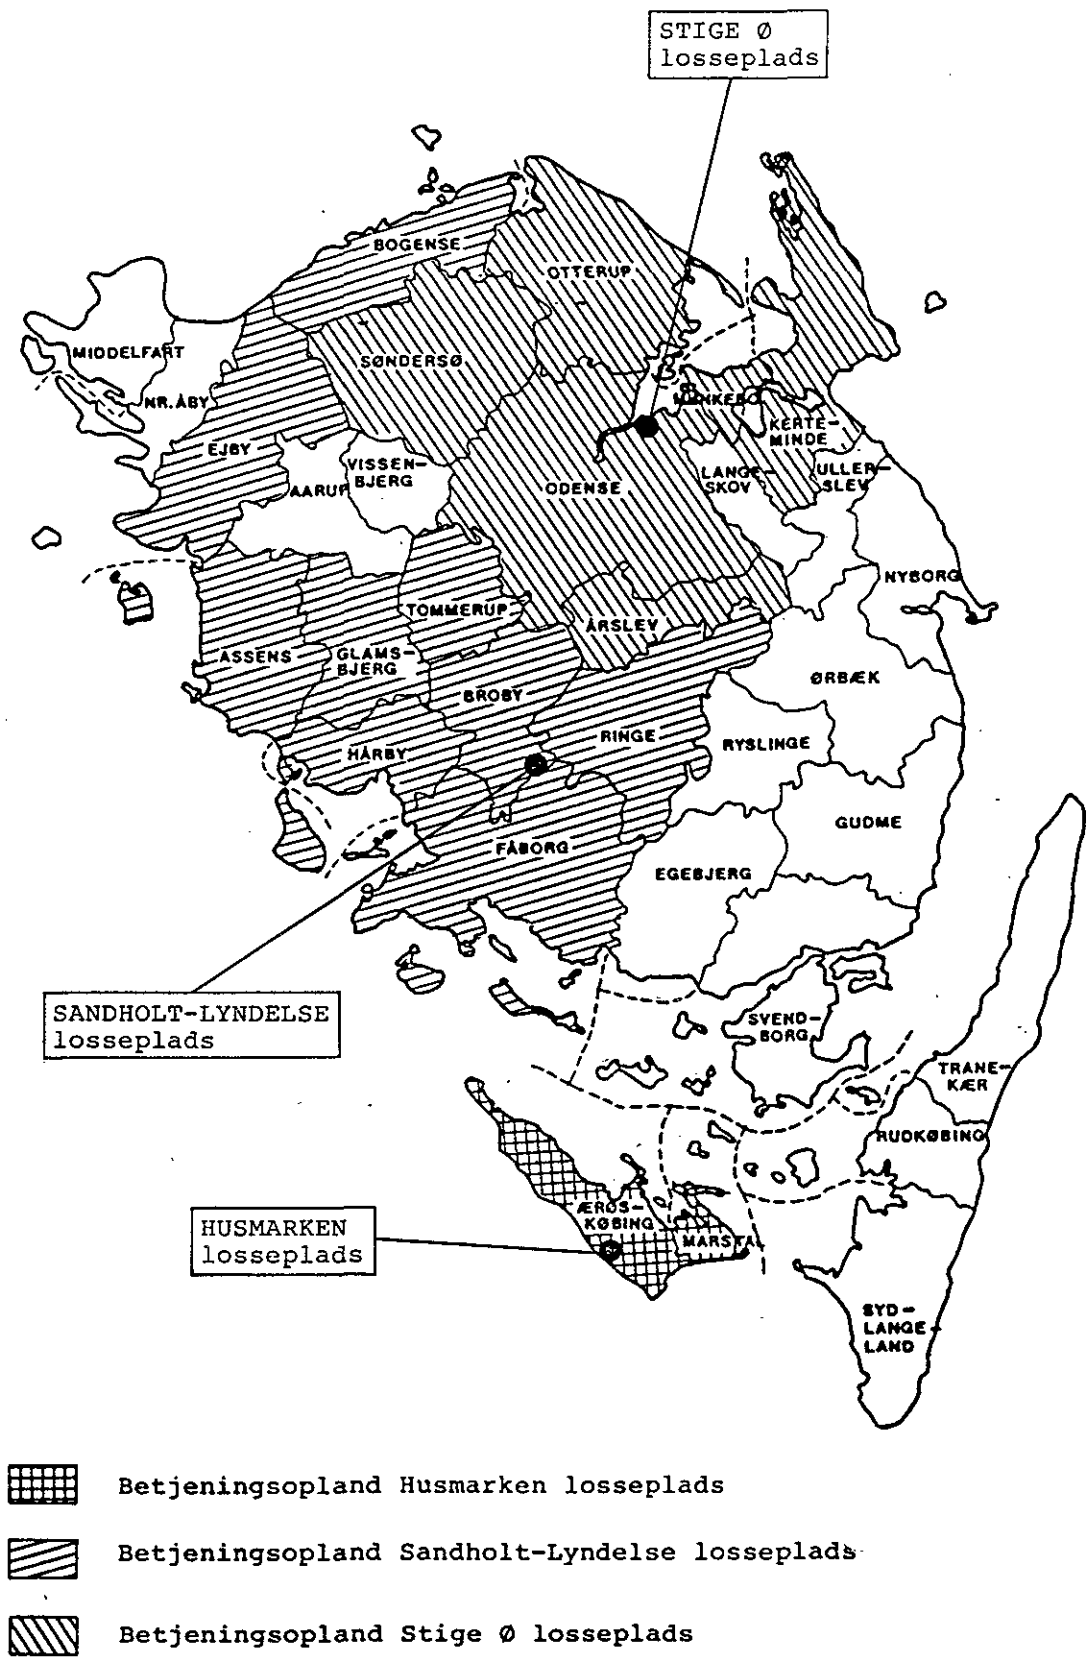 STIGE Ø
losseplads
BOGENSE
OTTERUP
MIDDELFART
SØNDERSØ
NR.ÅBY
MUNKEBO
KERTE-
MINDE
EJBY
VISSEN-
BJERG
AARUP
ODENSE
LANGE-
SKOV
ULLER-
SLEV
NYBORG
TOMMERUP
ÅRSLEV
ASSENS
GLAMS-
BJERG
BROBY
ØRBÆK
HÅRBY
RINGE
RYSLINGE
FÅBORG
GUDME
EGEBJERG
SANDHOLT-LYNDELSE
losseplads
SVEND-
BORG
TRANE-
KÆR
RUDKØBING
HUSMARKEN
losseplads
ÆRØS-
KØBING
MARSTAL
SYD-
LANGE-
LAND
Betjeningsopland Husmarken losseplads
Betjeningsopland Sandholt-Lyndelse losseplads
Betjeningsopland Stige Ø losseplads